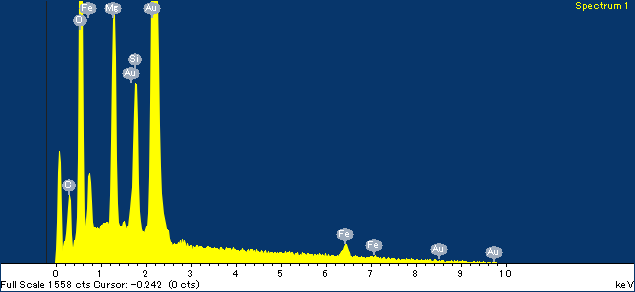 Spectrum 1
Fe Mg Au
O
Si
Au
C
Fe
Fe
Au
Au
0 1 2 3 4 5 6 7 8 9 10
Full Scale 1558 cts Cursor: -0.242 (0 cts) keV